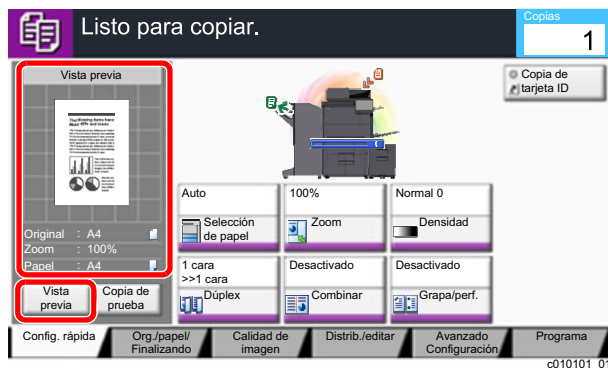 Listo para copiar.
Copias
1
Vista previa
Original : A4
Zoom : 100%
Papel : A4
Vista
previa
Copia de
prueba
Copia de
tarjeta ID
Auto
Selección
de papel
100%
Zoom
Normal 0
Densidad
1 cara
>>1 cara
Dúplex
Desactivado
Combinar
Desactivado
Grapa/perf.
Config. rápida
Org./papel/
Finalizando
Calidad de
imagen
Distrib./editar
Avanzado
Configuración
Programa
c010101_01